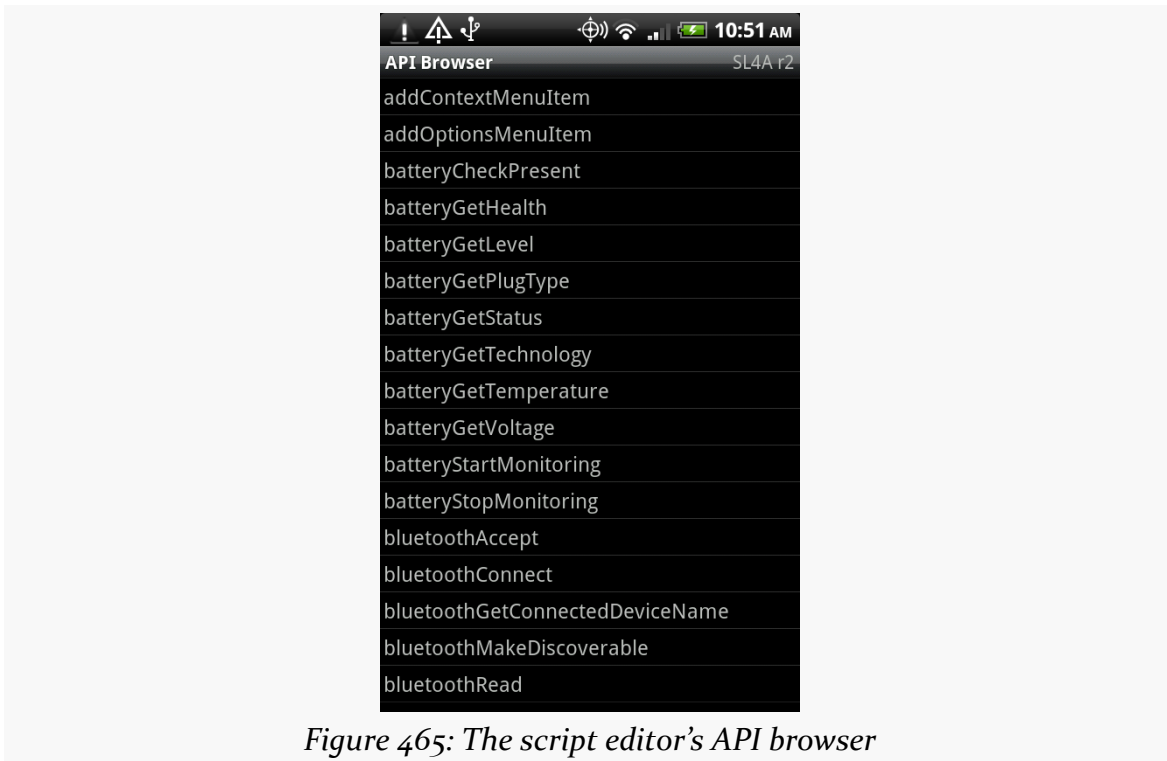 10:51 AM
API Browser SL4A r2
addContextMenuItem
addOptionsMenuItem
batteryCheckPresent
batteryGetHealth
batteryGetLevel
batteryGetPlugType
batteryGetStatus
batteryGetTechnology
batteryGetTemperature
batteryGetVoltage
batteryStartMonitoring
batteryStopMonitoring
bluetoothAccept
bluetoothConnect
bluetoothGetConnectedDeviceName
bluetoothMakeDiscoverable
bluetoothRead
Figure 465: The script editor’s API browser